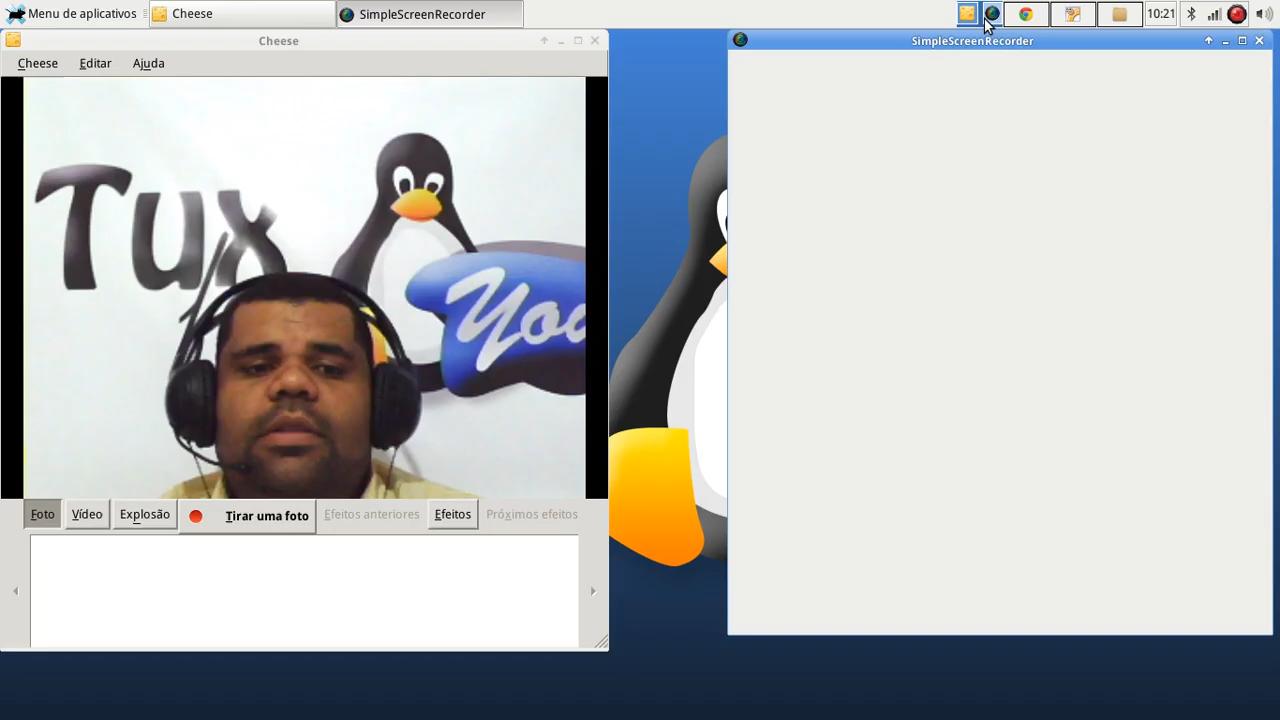 Menu de aplicativos
Cheese
SimpleScreenRecorder
10:21
Cheese
Cheese
Editar
Ajuda
Tux
You
Foto
Vídeo
Explosão
Tirar uma foto
Efeitos anteriores
Efeitos
Próximos efeitos
SimpleScreenRecorder